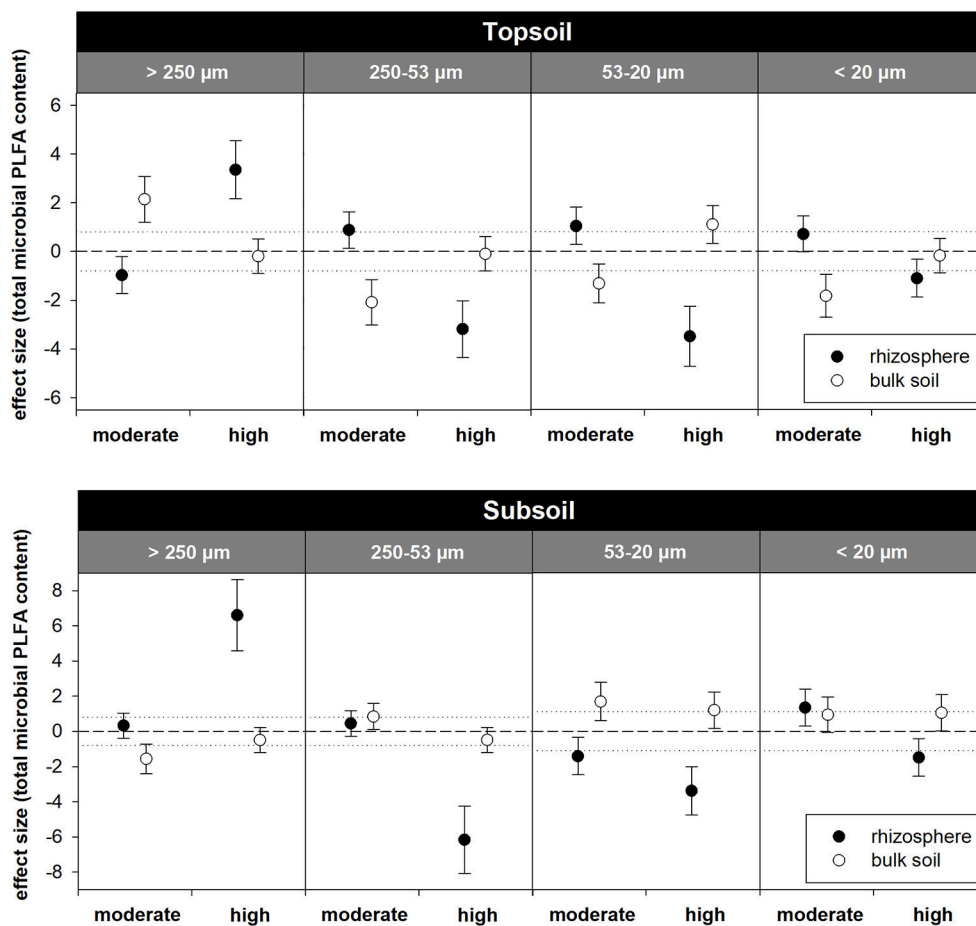 Topsoil
> 250 µm 250-53 µm 53-20 µm < 20 µm
effect size (total microbial PLFA content)
6
4
2
0
-2
-4
-6
rhizosphere
bulk soil
moderate high moderate high moderate high moderate high
Subsoil
> 250 µm 250-53 µm 53-20 µm < 20 µm
effect size (total microbial PLFA content)
8
6
4
2
0
-2
-4
-6
-8
rhizosphere
bulk soil
moderate high moderate high moderate high moderate high